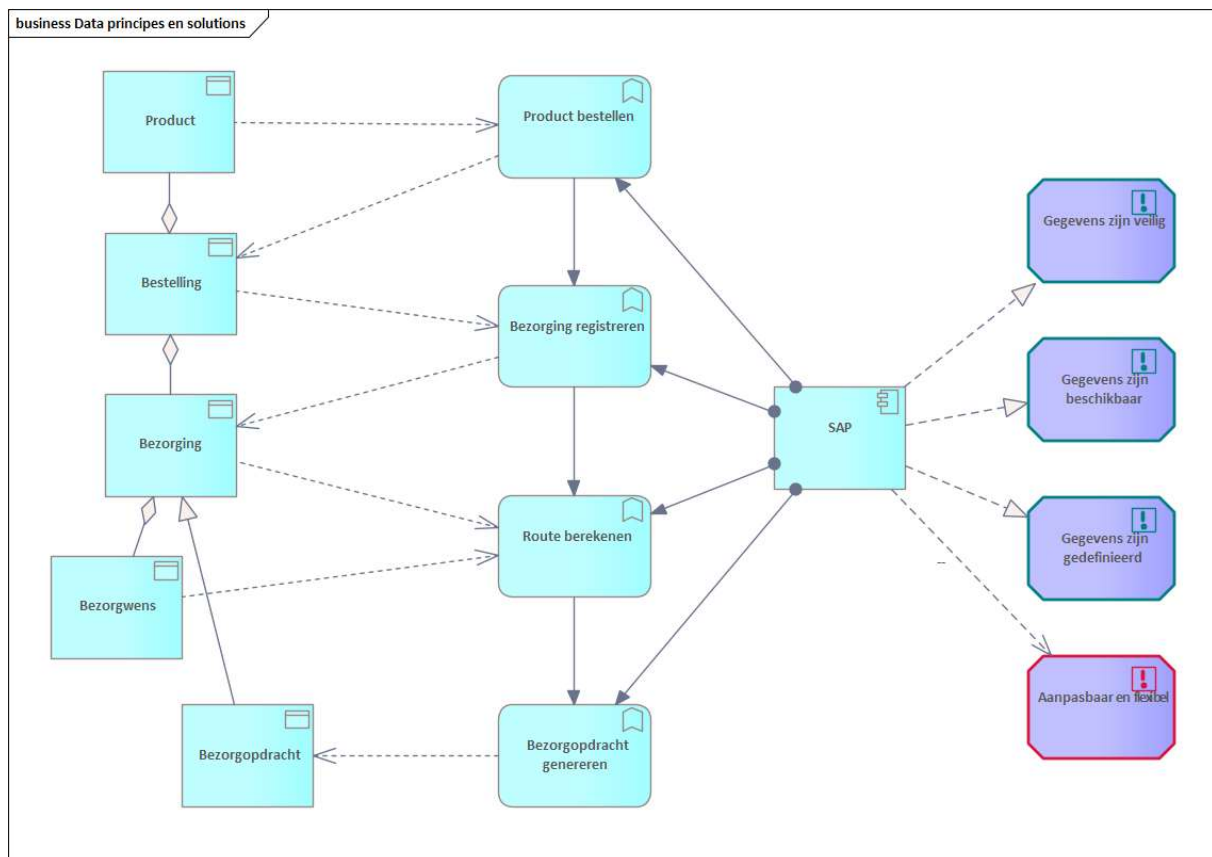 business Data principes en solutions
Product
Product bestellen
Gegevens zijn veilig
Bestelling
Bezorging registreren
Gegevens zijn
beschikbaar
SAP
Bezorging
Gegevens zijn
gedefinieerd
Route berekenen
--
Bezorgwens
Aanpasbaar en flexibel
Bezorgopdracht
Bezorgopdracht
genereren